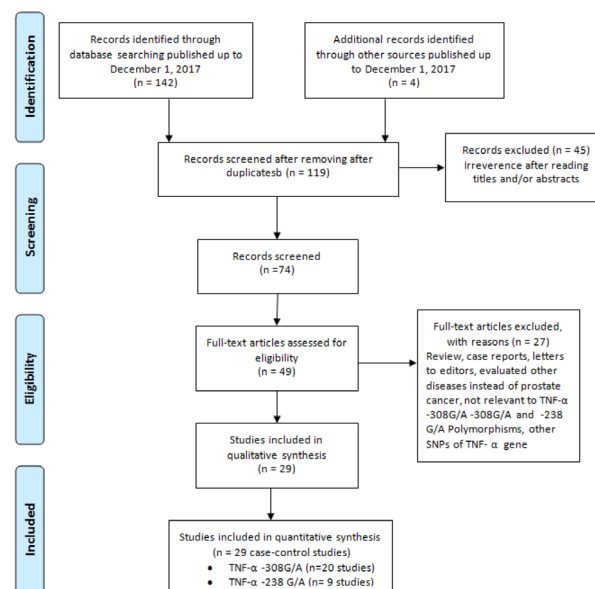 Identification
Records identified through
database searching published up to
December 1, 2017
(n = 142)
Additional records identified
through other sources published up
to December 1, 2017
(n = 4)
Records screened after removing after
duplicatesb (n = 119)
Records excluded (n = 45)
Irreverence after reading
titles and/or abstracts
Screening
Records screened
(n =74)
Eligibility
Full-text articles assessed for
eligibility
(n = 49)
Full-text articles excluded,
with reasons (n = 27)
Review, case reports, letters
to editors, evaluated other
diseases instead of prostate
cancer, not relevant to TNF-α
-308G/A -308G/A and -238
G/A Polymorphisms, other
SNPs of TNF- α gene
Studies included in
qualitative synthesis
(n = 29)
Included
Studies included in quantitative synthesis
(n = 29 case-control studies)
• TNF-α -308G/A (n=20 studies)
• TNF-α -238 G/A (n= 9 studies)